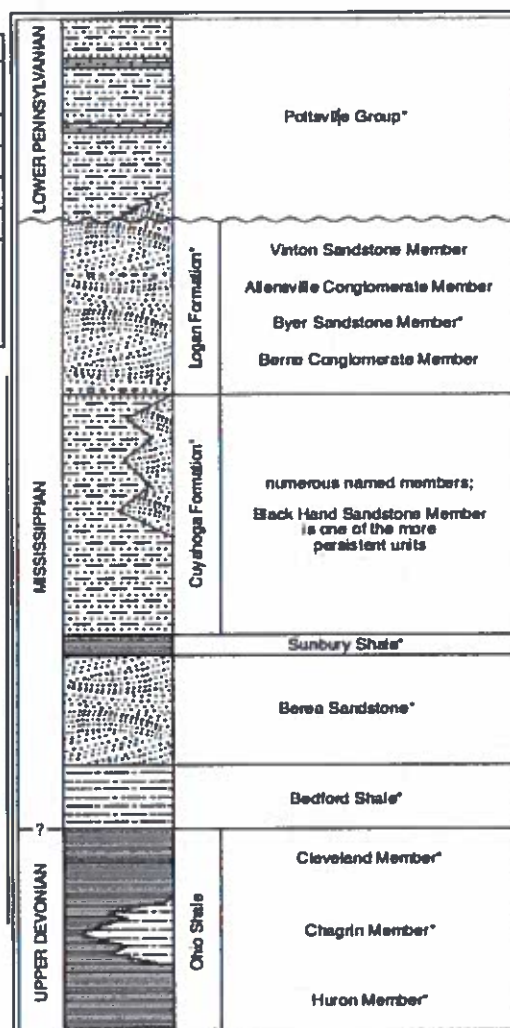 LOWER PENNSYLVANIAN
Pottsville Group*
MISSISSIPPIAN
Logan Formation*
Vinton Sandstone Member
Allensville Conglomerate Member
Byer Sandstone Member*
Berne Conglomerate Member
Cuyahoga Formation*
numerous named members;
Black Hand Sandstone Member
is one of the more
persistent units
Sunbury Shale*
Berea Sandstone*
Bedford Shale*
?
UPPER DEVONIAN
Ohio Shale
Cleveland Member*
Chagrin Member*
Huron Member*